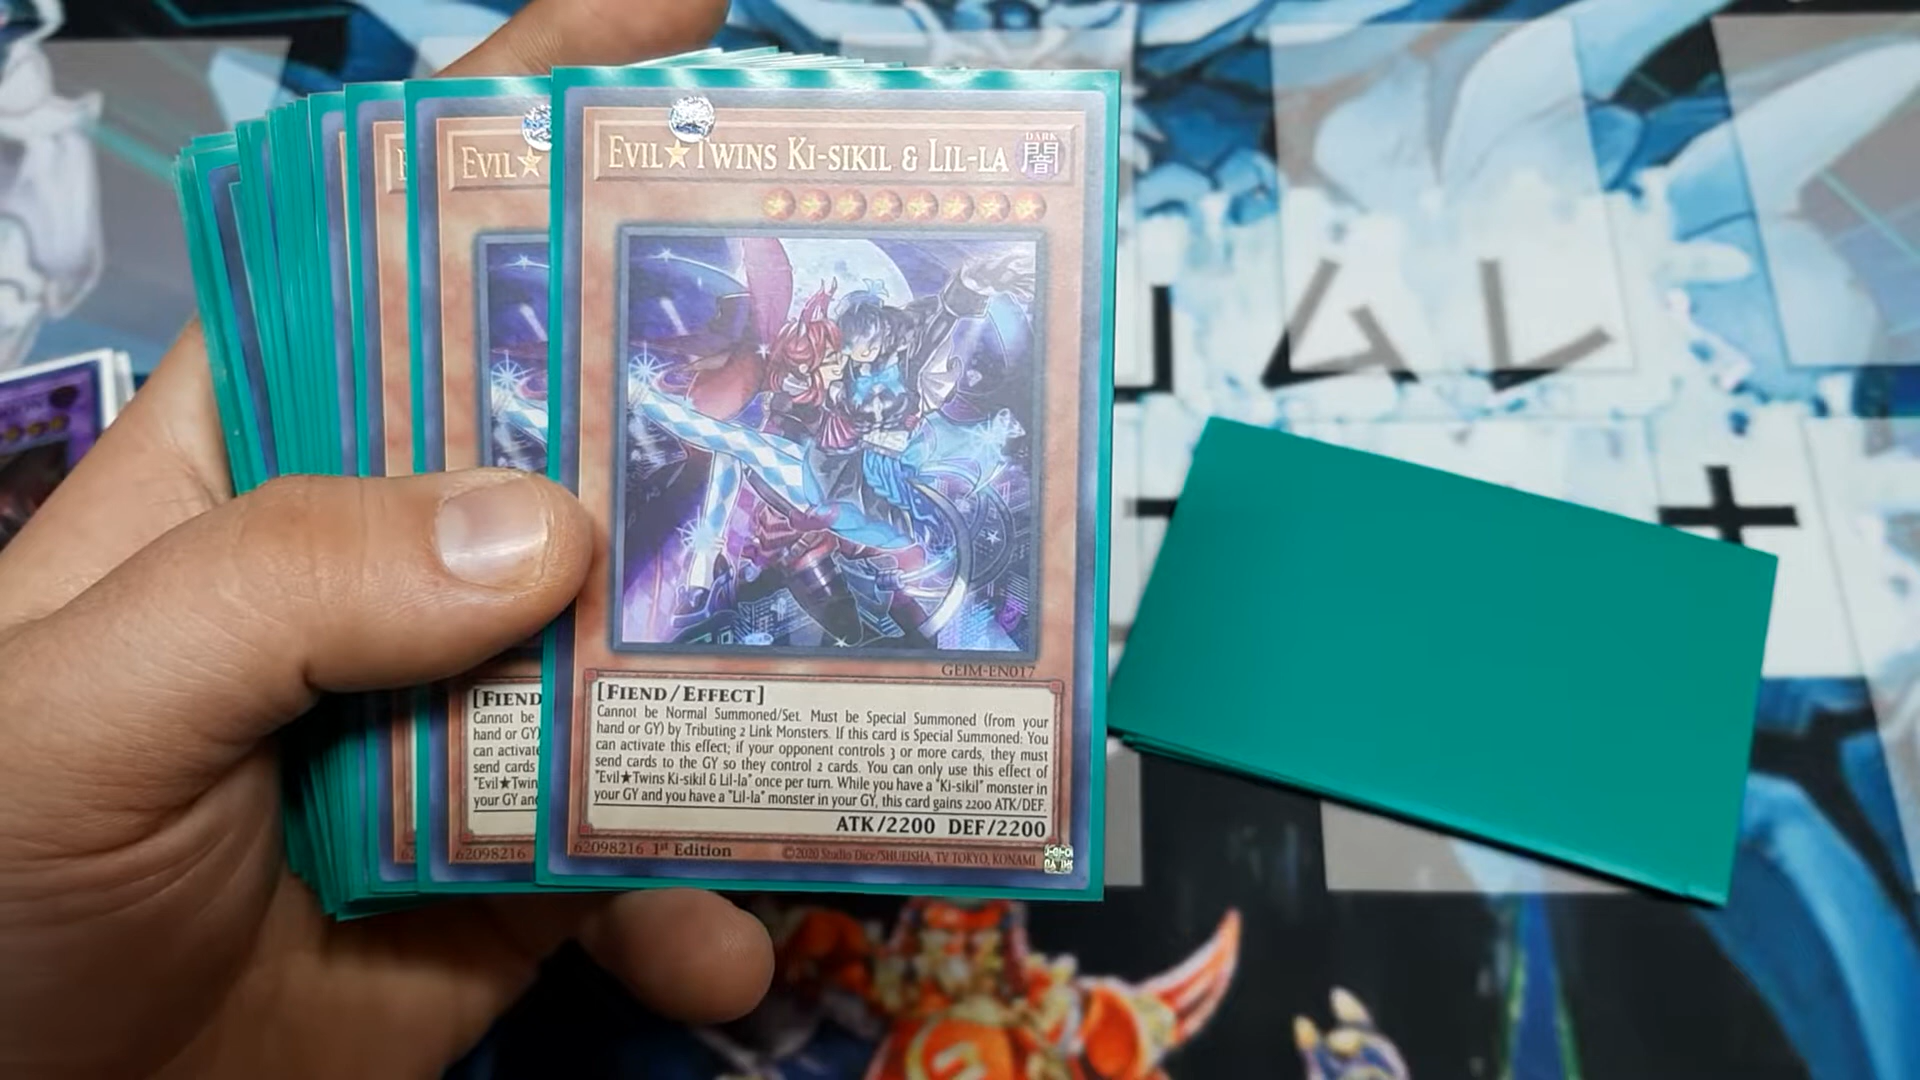 EVIL★TWINS KI-SIKIL & LIL-LA
DARK
闇
GEIM-EN017
[FIEND/EFFECT]
Cannot be Normal Summoned/Set. Must be Special Summoned (from your
hand or GY) by Tributing 2 Link Monsters. If this card is Special Summoned: You
can activate this effect; if your opponent controls 3 or more cards, they must
send cards to the GY so they control 2 cards. You can only use this effect of
"Evil★Twins Ki-sikil & Lil-la" once per turn. While you have a "Ki-sikil" monster in
your GY and you have a "Lil-la" monster in your GY, this card gains 2200 ATK/DEF.
ATK/2200 DEF/2200
62098216 1st Edition
©2020 Studio Dice/SHUEISHA, TV TOKYO, KONAMI
EVIL★
[FIEND
Cannot be
hand or GY)
can activate
send cards
"Evil★Twin
your GY and
62098216